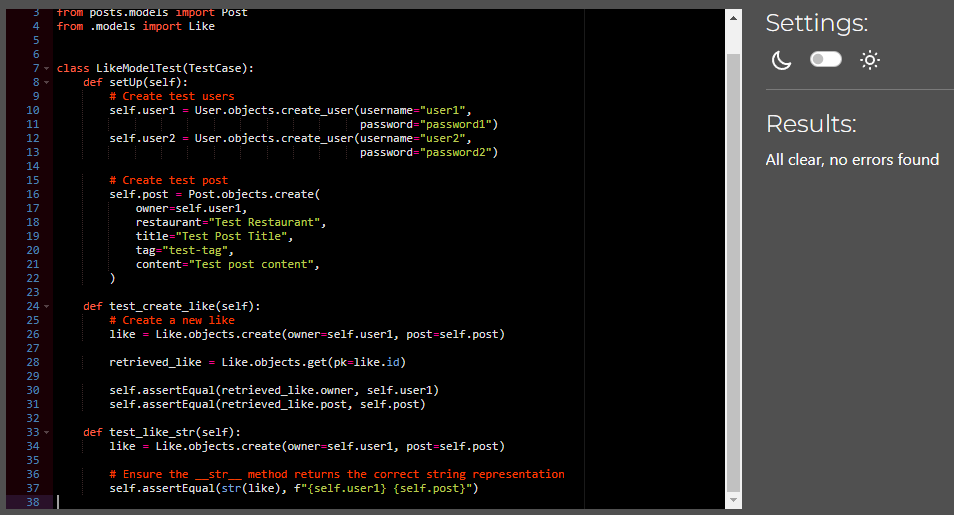 3 from posts.models import Post
4 from .models import Like
5
6
7 class LikeModelTest(TestCase):
8     def setUp(self):
9         # Create test users
10         self.user1 = User.objects.create_user(username="user1",
11                                               password="password1")
12         self.user2 = User.objects.create_user(username="user2",
13                                               password="password2")
14
15         # Create test post
16         self.post = Post.objects.create(
17             owner=self.user1,
18             restaurant="Test Restaurant",
19             title="Test Post Title",
20             tag="test-tag",
21             content="Test post content",
22         )
23
24     def test_create_like(self):
25         # Create a new like
26         like = Like.objects.create(owner=self.user1, post=self.post)
27
28         retrieved_like = Like.objects.get(pk=like.id)
29
30         self.assertEqual(retrieved_like.owner, self.user1)
31         self.assertEqual(retrieved_like.post, self.post)
32
33     def test_like_str(self):
34         like = Like.objects.create(owner=self.user1, post=self.post)
35
36         # Ensure the __str__ method returns the correct string representation
37         self.assertEqual(str(like), f"{self.user1} {self.post}")
38
Settings:
Results:
All clear, no errors found